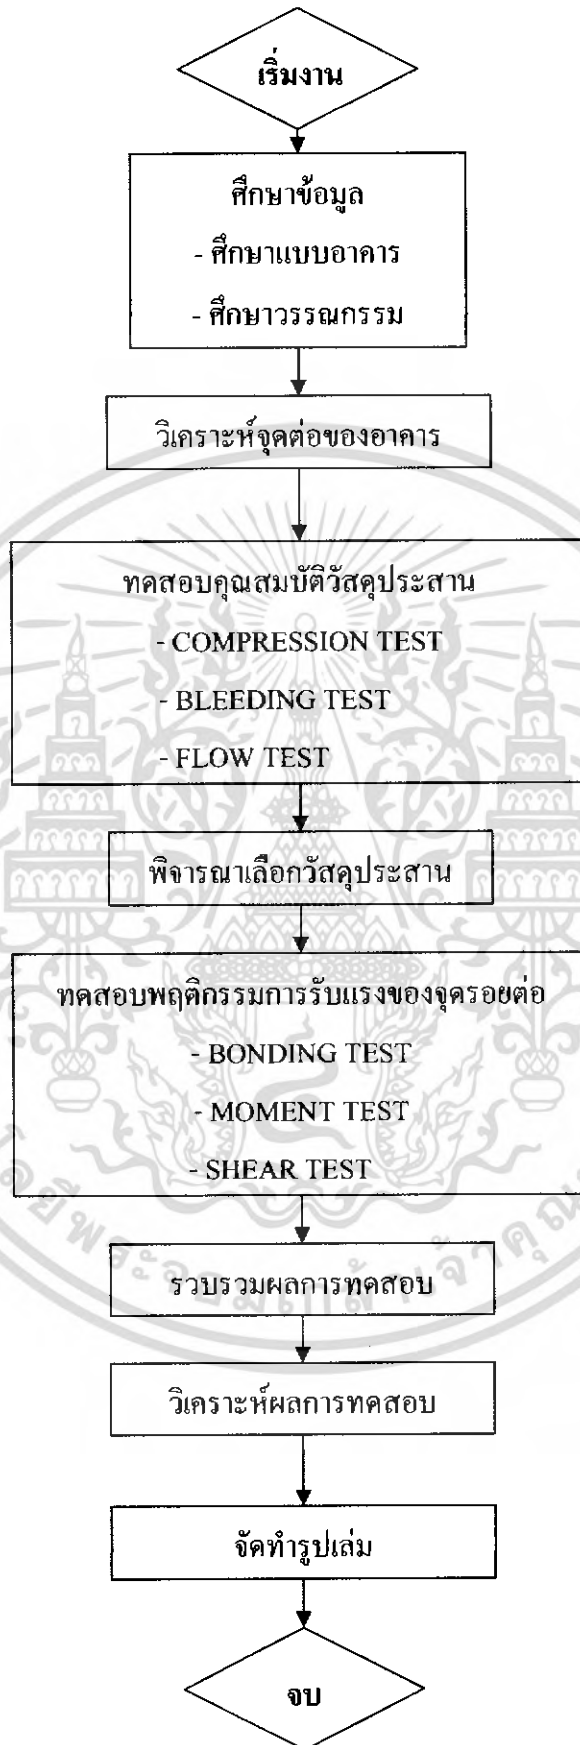 เริ่มงาน
ศึกษาข้อมูล
- ศึกษาแบบอาคาร
- ศึกษาวรรณกรรม
วิเคราะห์จุดต่อของอาคาร
ทดสอบคุณสมบัติวัสดุประสาน
- COMPRESSION TEST
- BLEEDING TEST
- FLOW TEST
พิจารณาเลือกวัสดุประสาน
ทดสอบพฤติกรรมการรับแรงของจุดรอยต่อ
- BONDING TEST
- MOMENT TEST
- SHEAR TEST
รวบรวมผลการทดสอบ
วิเคราะห์ผลการทดสอบ
จัดทำรูปเล่ม
จบ